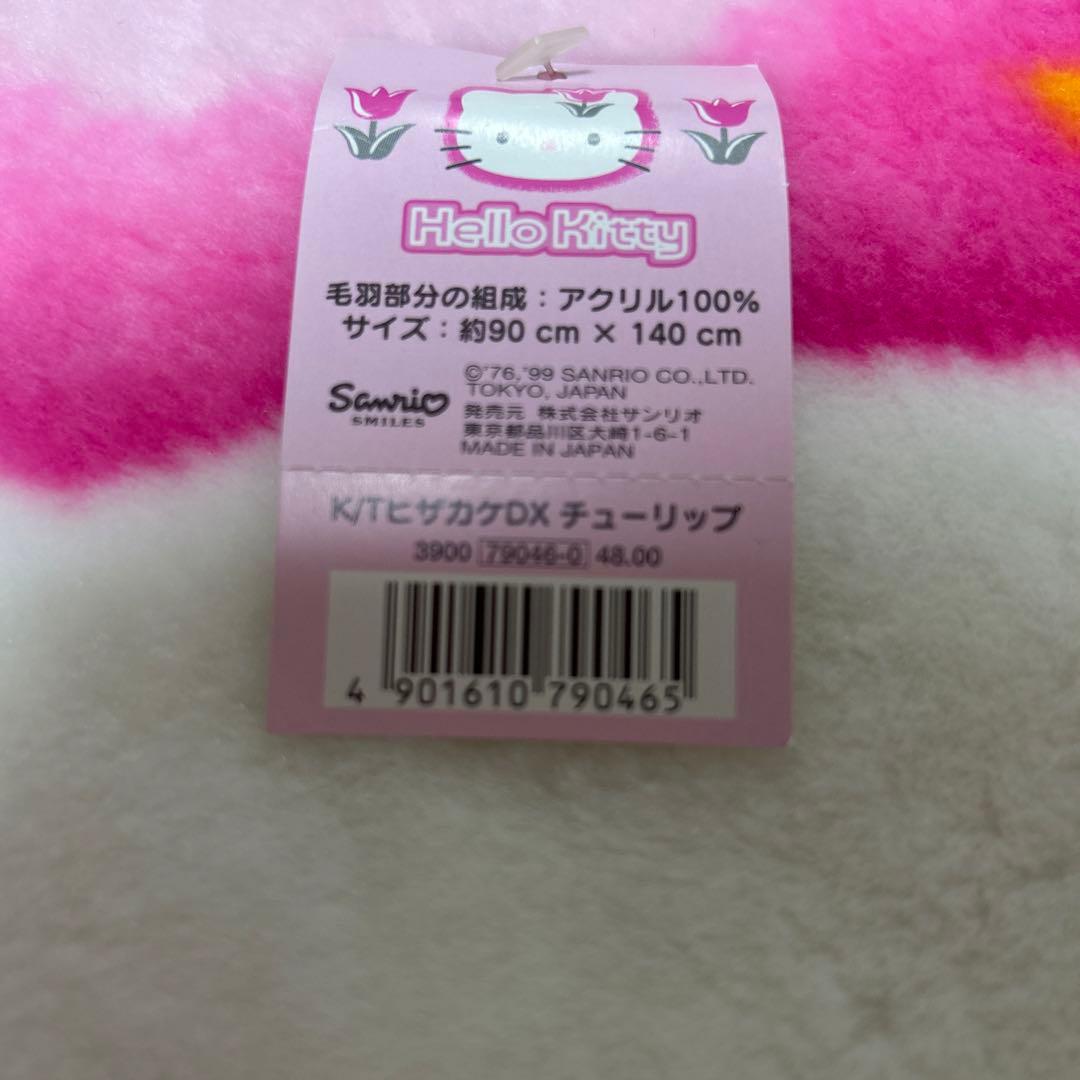 Hello Kitty
毛羽部分の組成：アクリル100%
サイズ：約90 cm × 140 cm
Sanrio
SMILES
©'76,'99 SANRIO CO.,LTD.
TOKYO, JAPAN
発売元 株式会社サンリオ
東京都品川区大崎1-6-1
MADE IN JAPAN
K/TヒザカケDX チューリップ
3900 79046-0 48.00
4 901610 790465